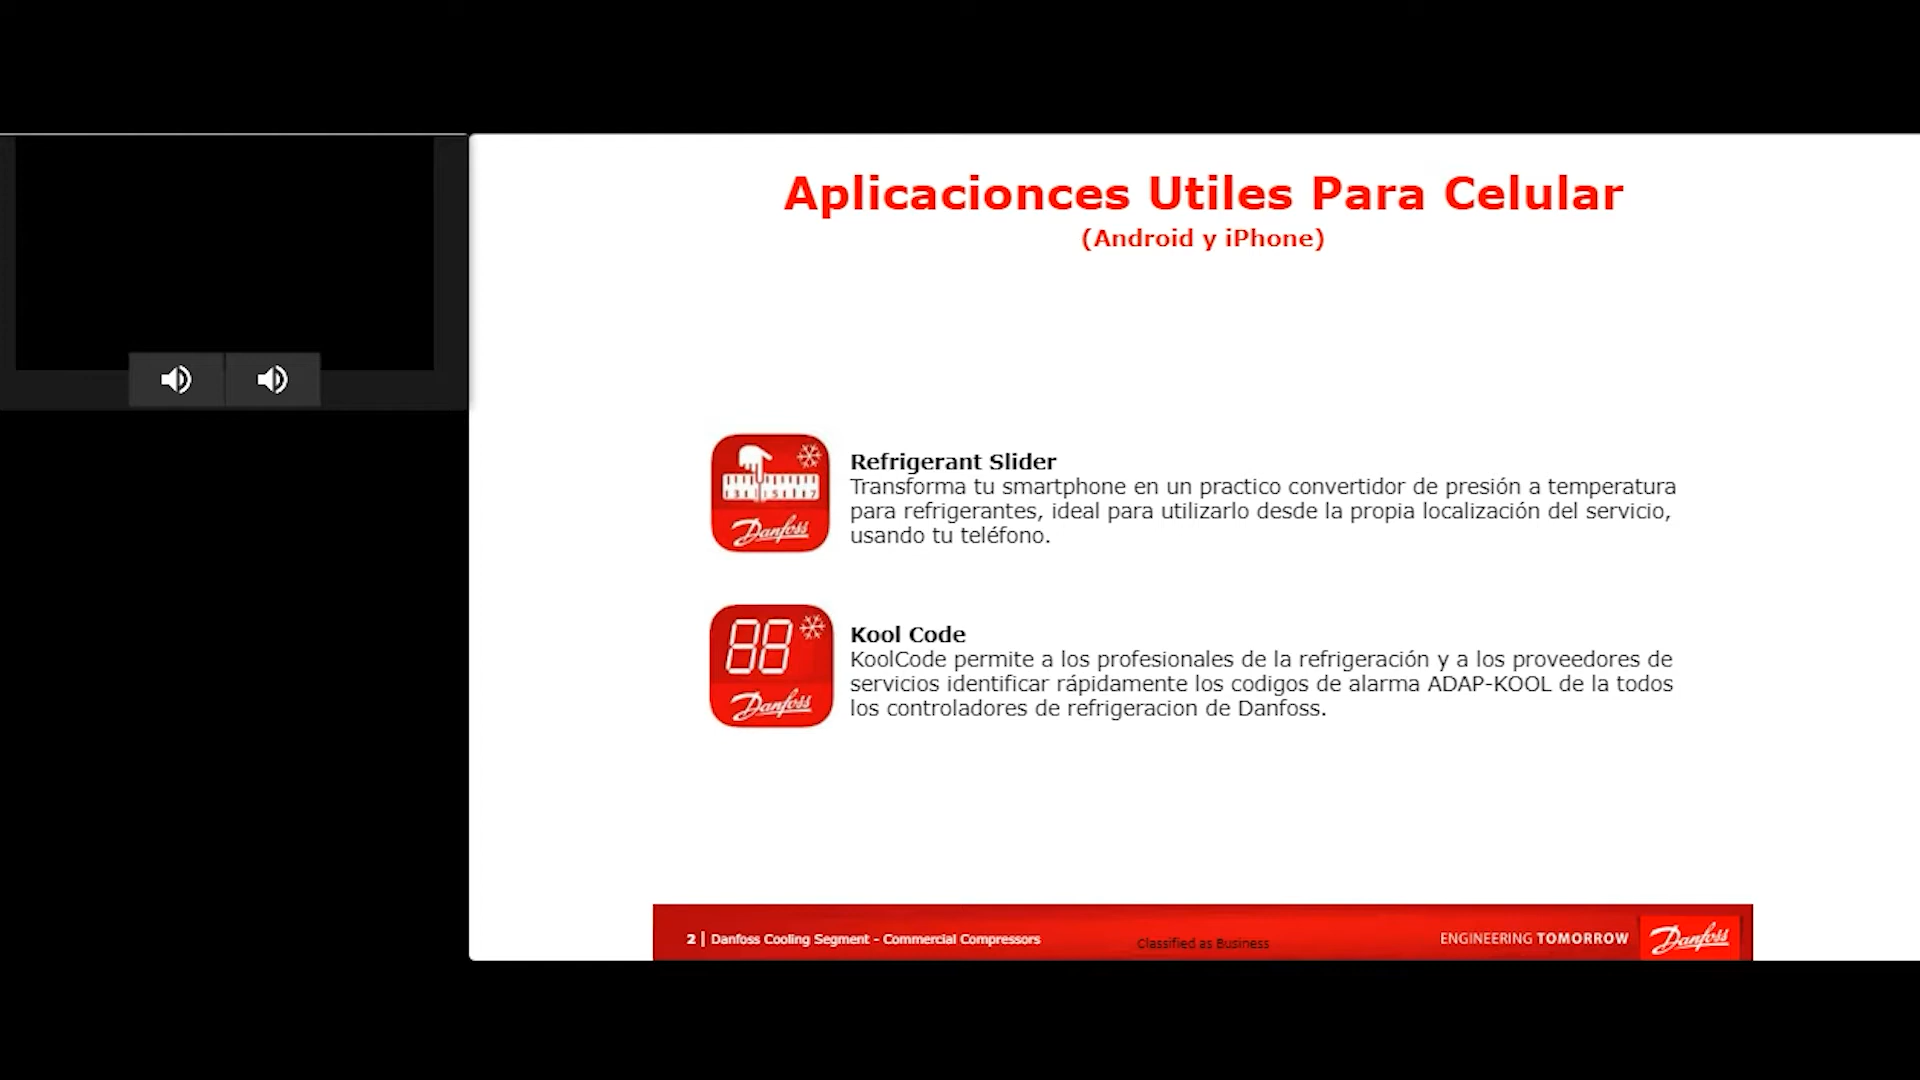 Aplicacionces Utiles Para Celular
(Android y iPhone)
Danfoss
Refrigerant Slider
Transforma tu smartphone en un practico convertidor de presión a temperatura
para refrigerantes, ideal para utilizarlo desde la propia localización del servicio,
usando tu teléfono.
88
Danfoss
Kool Code
KoolCode permite a los profesionales de la refrigeración y a los proveedores de
servicios identificar rápidamente los codigos de alarma ADAP-KOOL de la todos
los controladores de refrigeracion de Danfoss.
2 | Danfoss Cooling Segment - Commercial Compressors
Classified as Business
ENGINEERING TOMORROW
Danfoss